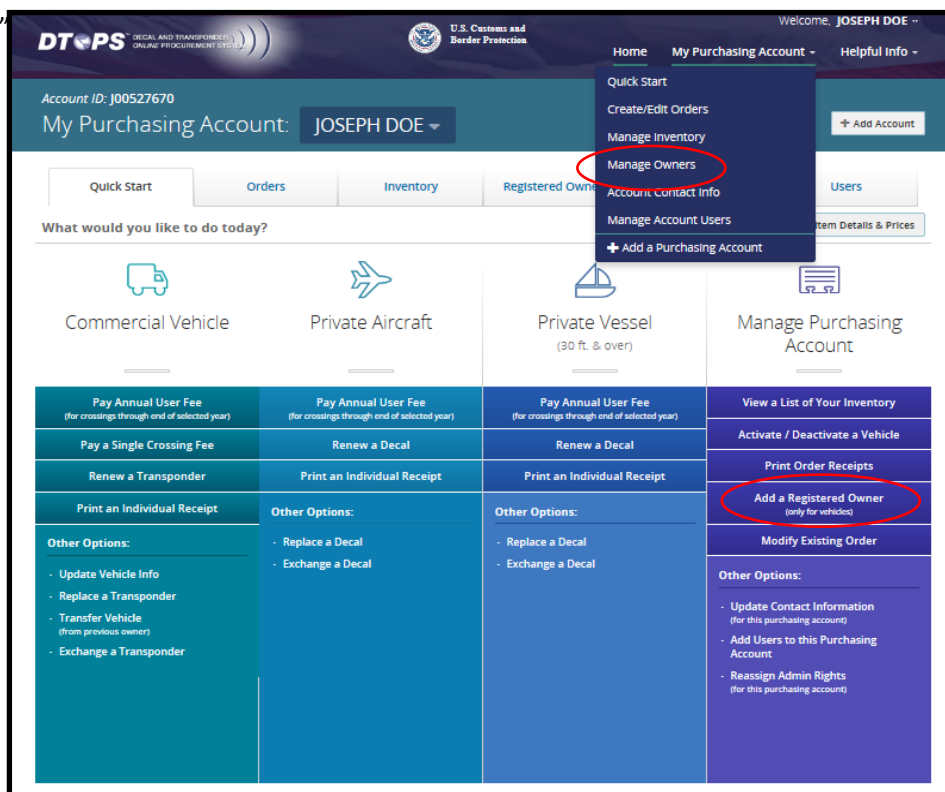 ”
Welcome, JOSEPH DOE
DTOPS DECAL AND TRANSPONDER
ONLINE PROCUREMENT SYSTEM
U.S. Customs and
Border Protection
Home My Purchasing Account Helpful Info
Account ID: J00527670
My Purchasing Account: JOSEPH DOE
+ Add Account
Quick Start
Create/Edit Orders
Manage Inventory
Manage Owners
Account Contact Info
Manage Account Users
+ Add a Purchasing Account
Quick Start Orders Inventory Registered Owne Users
What would you like to do today?
Item Details & Prices
Commercial Vehicle
Pay Annual User Fee
(for crossings through end of selected year)
Pay a Single Crossing Fee
Renew a Transponder
Print an Individual Receipt
Other Options:
- Update Vehicle Info
- Replace a Transponder
- Transfer Vehicle
(from previous owner)
- Exchange a Transponder
Private Aircraft
Pay Annual User Fee
(for crossings through end of selected year)
Renew a Decal
Print an Individual Receipt
Other Options:
- Replace a Decal
- Exchange a Decal
Private Vessel
(30 ft. & over)
Pay Annual User Fee
(for crossings through end of selected year)
Renew a Decal
Print an Individual Receipt
Other Options:
- Replace a Decal
- Exchange a Decal
Manage Purchasing
Account
View a List of Your Inventory
Activate / Deactivate a Vehicle
Print Order Receipts
Add a Registered Owner
(only for vehicles)
Modify Existing Order
Other Options:
- Update Contact Information
(for this purchasing account)
- Add Users to this Purchasing
Account
- Reassign Admin Rights
(for this purchasing account)